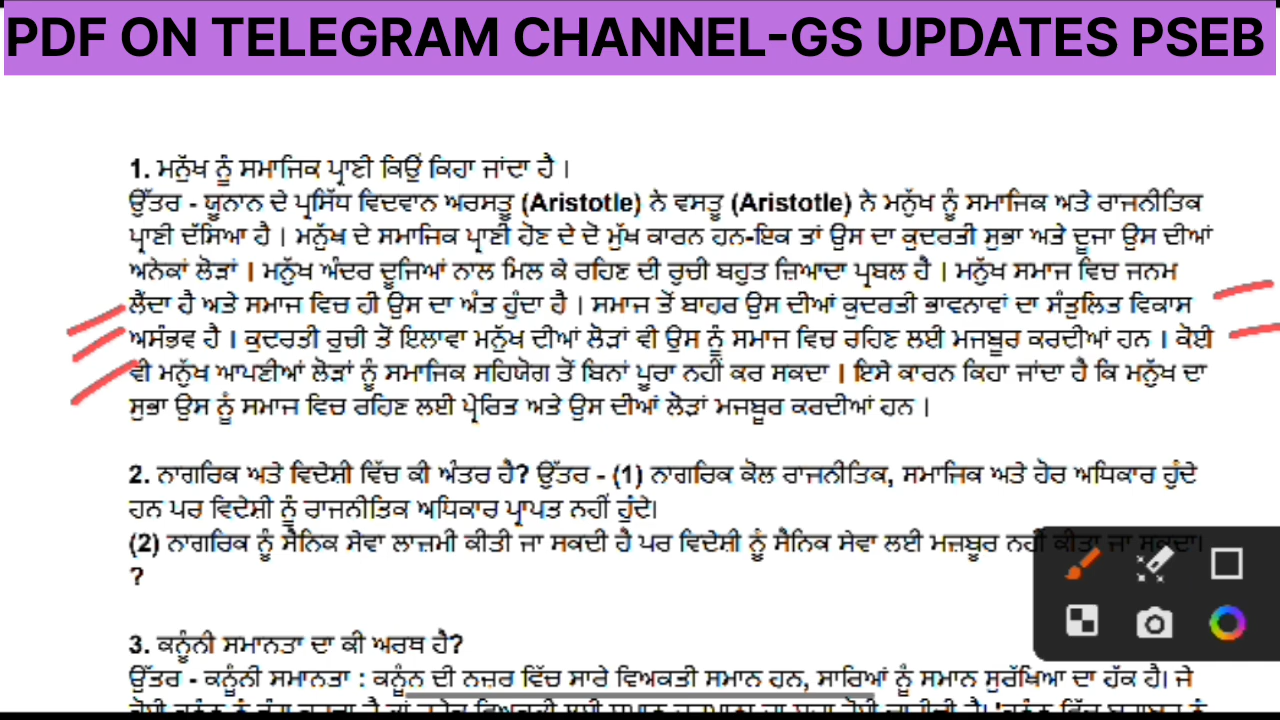 PDF ON TELEGRAM CHANNEL-GS UPDATES PSEB
1. ਮਨੁੱਖ ਨੂੰ ਸਮਾਜਿਕ ਪ੍ਰਾਣੀ ਕਿਉਂ ਕਿਹਾ ਜਾਂਦਾ ਹੈ ।
ਉੱਤਰ - ਯੂਨਾਨ ਦੇ ਪ੍ਰਸਿੱਧ ਵਿਦਵਾਨ ਅਰਸਤੂ (Aristotle) ਨੇ ਵਸਤੂ (Aristotle) ਨੇ ਮਨੁੱਖ ਨੂੰ ਸਮਾਜਿਕ ਅਤੇ ਰਾਜਨੀਤਿਕ
ਪ੍ਰਾਣੀ ਦੱਸਿਆ ਹੈ । ਮਨੁੱਖ ਦੇ ਸਮਾਜਿਕ ਪ੍ਰਾਣੀ ਹੋਣ ਦੇ ਦੋ ਮੁੱਖ ਕਾਰਨ ਹਨ-ਇਕ ਤਾਂ ਉਸ ਦਾ ਕੁਦਰਤੀ ਸੁਭਾ ਅਤੇ ਦੂਜਾ ਉਸ ਦੀਆਂ
ਅਨੇਕਾਂ ਲੋੜਾਂ । ਮਨੁੱਖ ਅੰਦਰ ਦੂਜਿਆਂ ਨਾਲ ਮਿਲ ਕੇ ਰਹਿਣ ਦੀ ਰੁਚੀ ਬਹੁਤ ਜ਼ਿਆਦਾ ਪ੍ਰਬਲ ਹੈ । ਮਨੁੱਖ ਸਮਾਜ ਵਿਚ ਜਨਮ
ਲੈਂਦਾ ਹੈ ਅਤੇ ਸਮਾਜ ਵਿਚ ਹੀ ਉਸ ਦਾ ਅੰਤ ਹੁੰਦਾ ਹੈ । ਸਮਾਜ ਤੋਂ ਬਾਹਰ ਉਸ ਦੀਆਂ ਕੁਦਰਤੀ ਭਾਵਨਾਵਾਂ ਦਾ ਸੰਤੁਲਿਤ ਵਿਕਾਸ
ਅਸੰਭਵ ਹੈ । ਕੁਦਰਤੀ ਰੁਚੀ ਤੋਂ ਇਲਾਵਾ ਮਨੁੱਖ ਦੀਆਂ ਲੋੜਾਂ ਵੀ ਉਸ ਨੂੰ ਸਮਾਜ ਵਿਚ ਰਹਿਣ ਲਈ ਮਜਬੂਰ ਕਰਦੀਆਂ ਹਨ । ਕੋਈ
ਵੀ ਮਨੁੱਖ ਆਪਣੀਆਂ ਲੋੜਾਂ ਨੂੰ ਸਮਾਜਿਕ ਸਹਿਯੋਗ ਤੋਂ ਬਿਨਾਂ ਪੂਰਾ ਨਹੀਂ ਕਰ ਸਕਦਾ । ਇਸੇ ਕਾਰਨ ਕਿਹਾ ਜਾਂਦਾ ਹੈ ਕਿ ਮਨੁੱਖ ਦਾ
ਸੁਭਾ ਉਸ ਨੂੰ ਸਮਾਜ ਵਿਚ ਰਹਿਣ ਲਈ ਪ੍ਰੇਰਿਤ ਅਤੇ ਉਸ ਦੀਆਂ ਲੋੜਾਂ ਮਜਬੂਰ ਕਰਦੀਆਂ ਹਨ ।
2. ਨਾਗਰਿਕ ਅਤੇ ਵਿਦੇਸ਼ੀ ਵਿੱਚ ਕੀ ਅੰਤਰ ਹੈ? ਉੱਤਰ - (1) ਨਾਗਰਿਕ ਕੋਲ ਰਾਜਨੀਤਿਕ, ਸਮਾਜਿਕ ਅਤੇ ਹੋਰ ਅਧਿਕਾਰ ਹੁੰਦੇ
ਹਨ ਪਰ ਵਿਦੇਸ਼ੀ ਨੂੰ ਰਾਜਨੀਤਿਕ ਅਧਿਕਾਰ ਪ੍ਰਾਪਤ ਨਹੀਂ ਹੁੰਦੇ।
(2) ਨਾਗਰਿਕ ਨੂੰ ਸੈਨਿਕ ਸੇਵਾ ਲਾਜ਼ਮੀ ਕੀਤੀ ਜਾ ਸਕਦੀ ਹੈ ਪਰ ਵਿਦੇਸ਼ੀ ਨੂੰ ਸੈਨਿਕ ਸੇਵਾ ਲਈ ਮਜ਼ਬੂਰ ਨਹੀਂ ਕੀਤਾ ਜਾ ਸਕਦਾ।
?
3. ਕਨੂੰਨੀ ਸਮਾਨਤਾ ਦਾ ਕੀ ਅਰਥ ਹੈ?
ਉੱਤਰ - ਕਨੂੰਨੀ ਸਮਾਨਤਾ : ਕਨੂੰਨ ਦੀ ਨਜ਼ਰ ਵਿੱਚ ਸਾਰੇ ਵਿਅਕਤੀ ਸਮਾਨ ਹਨ, ਸਾਰਿਆਂ ਨੂੰ ਸਮਾਨ ਸੁਰੱਖਿਆ ਦਾ ਹੱਕ ਹੈ। ਜੇ